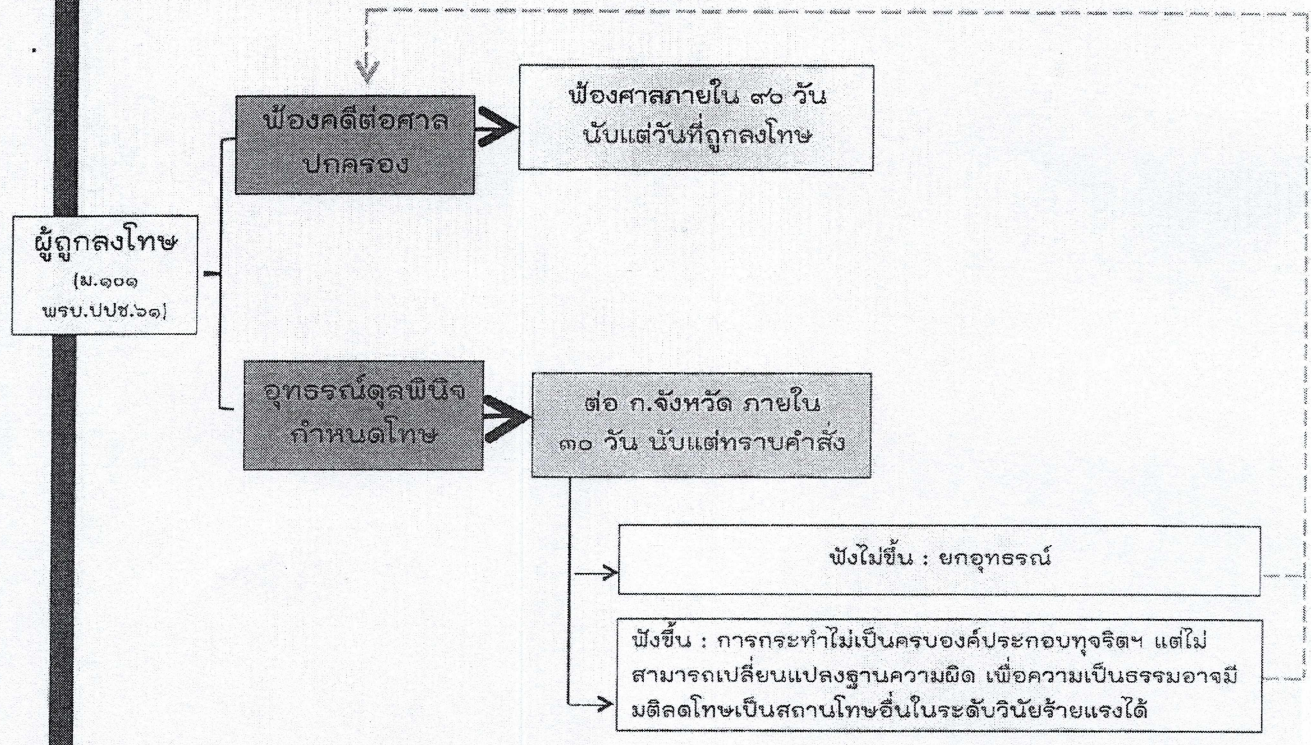 ฟ้องคดีต่อศาล
ปกครอง
ฟ้องศาลภายใน ๙๐ วัน
นับแต่วันที่ถูกลงโทษ
ผู้ถูกลงโทษ
(ม.๑๐๑
พรบ.ปปช.๖๑)
อุทธรณ์ดุลพินิจ
กำหนดโทษ
ต่อ ก.จังหวัด ภายใน
๓๐ วัน นับแต่ทราบคำสั่ง
ฟังไม่ขึ้น : ยกอุทธรณ์
ฟังขึ้น : การกระทำไม่เป็นครบองค์ประกอบทุจริตฯ แต่ไม่
สามารถเปลี่ยนแปลงฐานความผิด เพื่อความเป็นธรรมอาจมี
มติลดโทษเป็นสถานโทษอื่นในระดับวินัยร้ายแรงได้